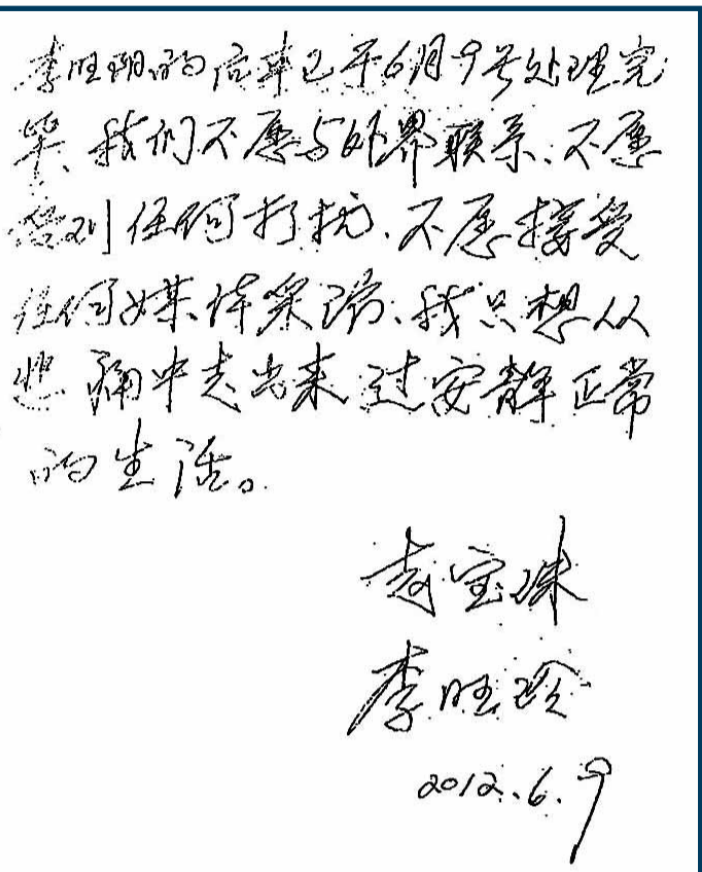 李旺阳的后事已于6月9号处理完
毕、我们不愿与外界联系、不愿
得到任何打扰、不愿接受
任何媒体采访、我只想从
悲痛中走出来过安静正常
的生活。
赵宝珠
李旺玲
2012.6.9